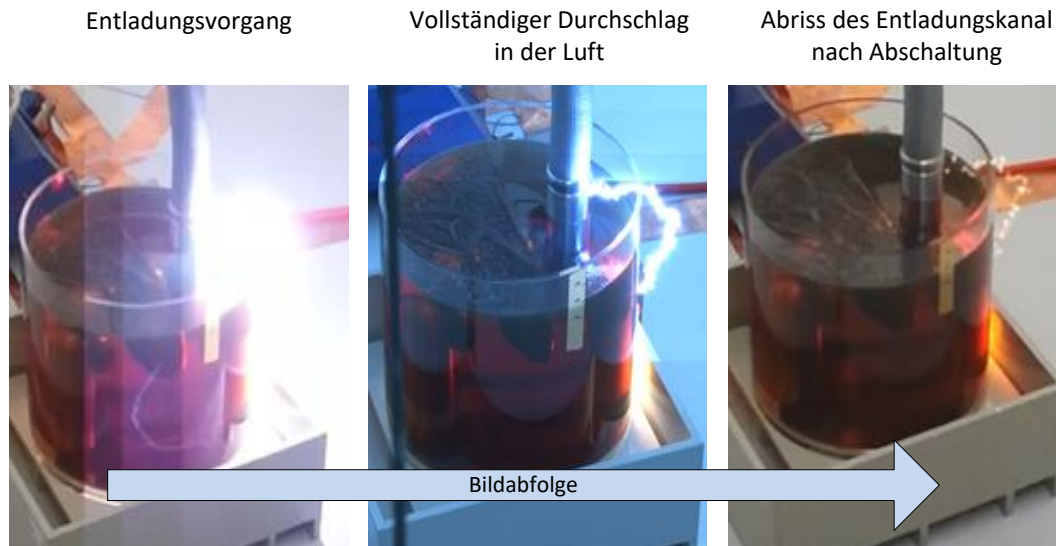 Entladungsvorgang
Vollständiger Durchschlag
in der Luft
Abriss des Entladungskanal
nach Abschaltung
Bildabfolge